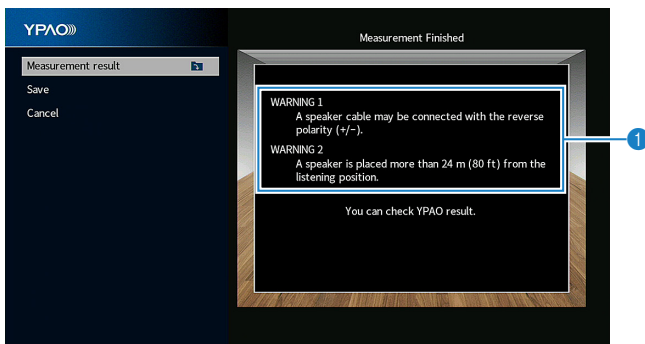 YPAO
Measurement Finished
Measurement result
Save
Cancel
WARNING 1
A speaker cable may be connected with the reverse
polarity (+/-).
WARNING 2
A speaker is placed more than 24 m (80 ft) from the
listening position.
You can check YPAO result.
1